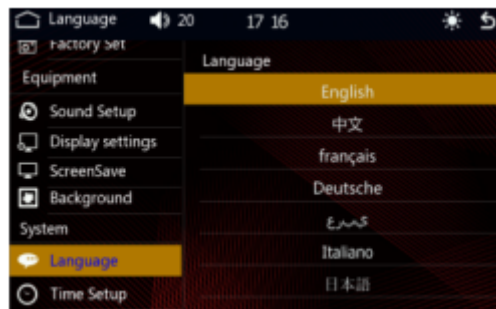 Language 20 17 16
Factory Set
Equipment
Sound Setup
Display settings
ScreenSave
Background
System
Language
Time Setup
Language
English
中文
français
Deutsche
Italiano
日本語